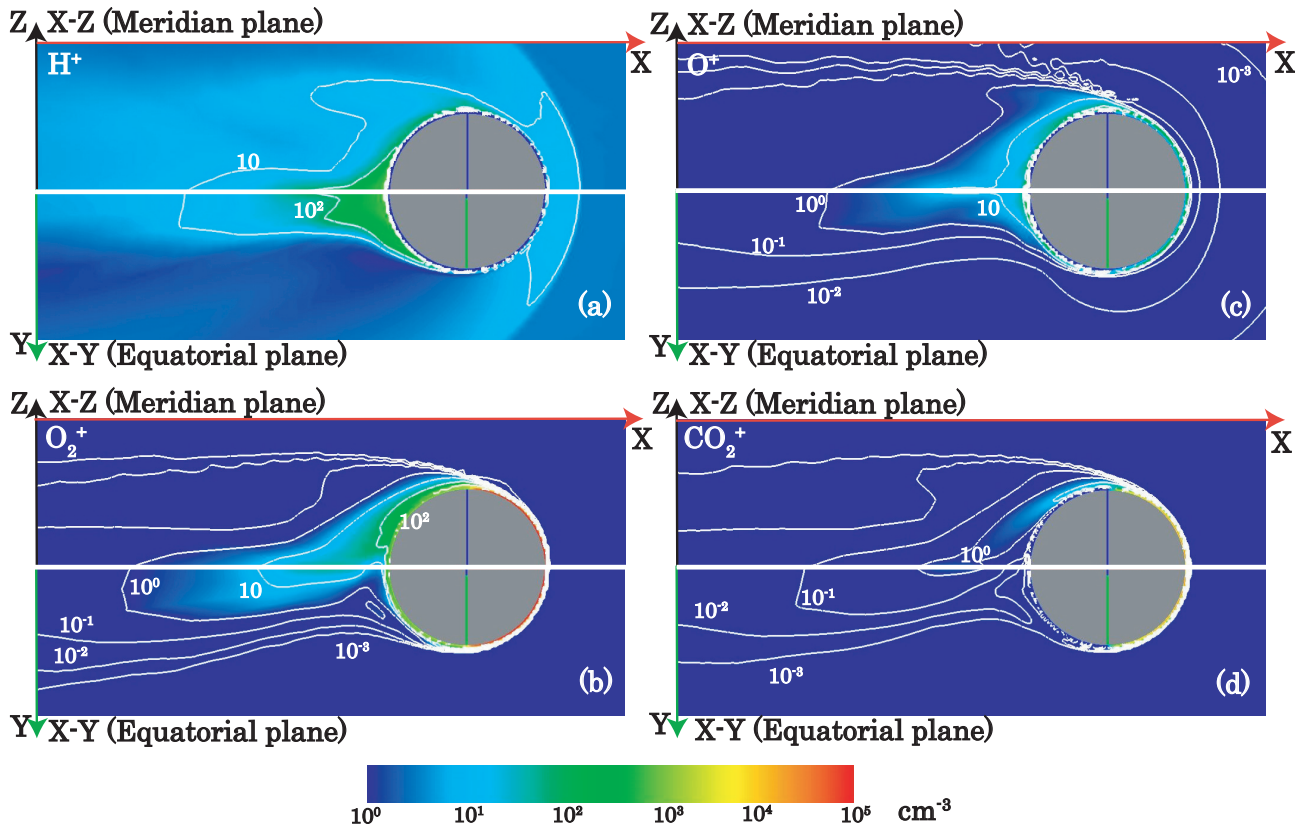 Z X-Z (Meridian plane)
X
H⁺
10
10²
(a)
Y X-Y (Equatorial plane)
Z X-Z (Meridian plane)
X
O⁺
10⁻³
10⁰
10
10⁻¹
10⁻²
(c)
Y X-Y (Equatorial plane)
Z X-Z (Meridian plane)
X
O₂⁺
10²
10⁰
10
10⁻¹
10⁻²
10⁻³
(b)
Y X-Y (Equatorial plane)
Z X-Z (Meridian plane)
X
CO₂⁺
10⁰
10⁻¹
10⁻²
10⁻³
(d)
Y X-Y (Equatorial plane)
10⁰ 10¹ 10² 10³ 10⁴ 10⁵ cm⁻³